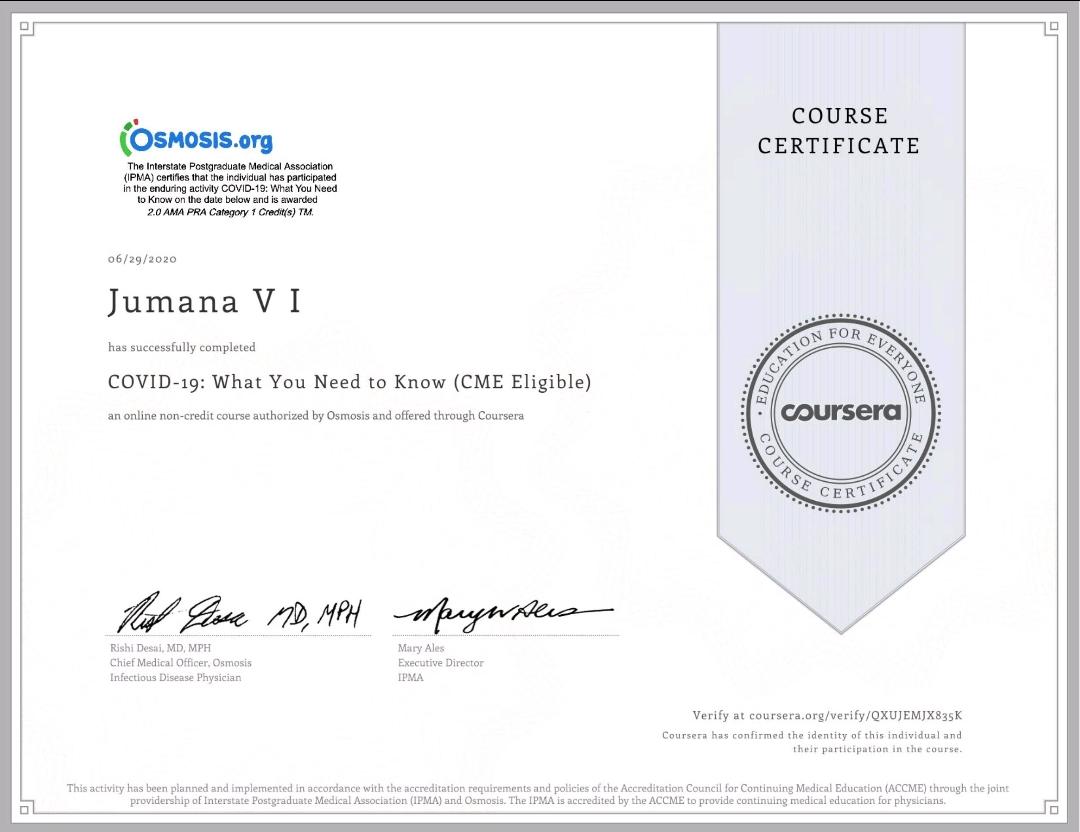 OSMOSIS.org
The Interstate Postgraduate Medical Association
(IPMA) certifies that the individual has participated
in the enduring activity COVID-19: What You Need
to Know on the date below and is awarded
2.0 AMA PRA Category 1 Credit(s) TM.
06/29/2020
Jumana V I
has successfully completed
COVID-19: What You Need to Know (CME Eligible)
an online non-credit course authorized by Osmosis and offered through Coursera
COURSE
CERTIFICATE
EDUCATION FOR EVERYONE
coursera
COURSE CERTIFICATE
Rishi Desai MD, MPH
Rishi Desai, MD, MPH
Chief Medical Officer, Osmosis
Infectious Disease Physician
Mary W Ales
Mary Ales
Executive Director
IPMA
Verify at coursera.org/verify/QXUJEMJX835K
Coursera has confirmed the identity of this individual and
their participation in the course.
This activity has been planned and implemented in accordance with the accreditation requirements and policies of the Accreditation Council for Continuing Medical Education (ACCME) through the joint
providership of Interstate Postgraduate Medical Association (IPMA) and Osmosis. The IPMA is accredited by the ACCME to provide continuing medical education for physicians.